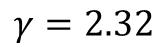 γ = 2.32